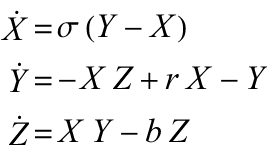 Ẋ = σ (Y − X)
Ẏ = −X Z + r X − Y
Ż = X Y − b Z